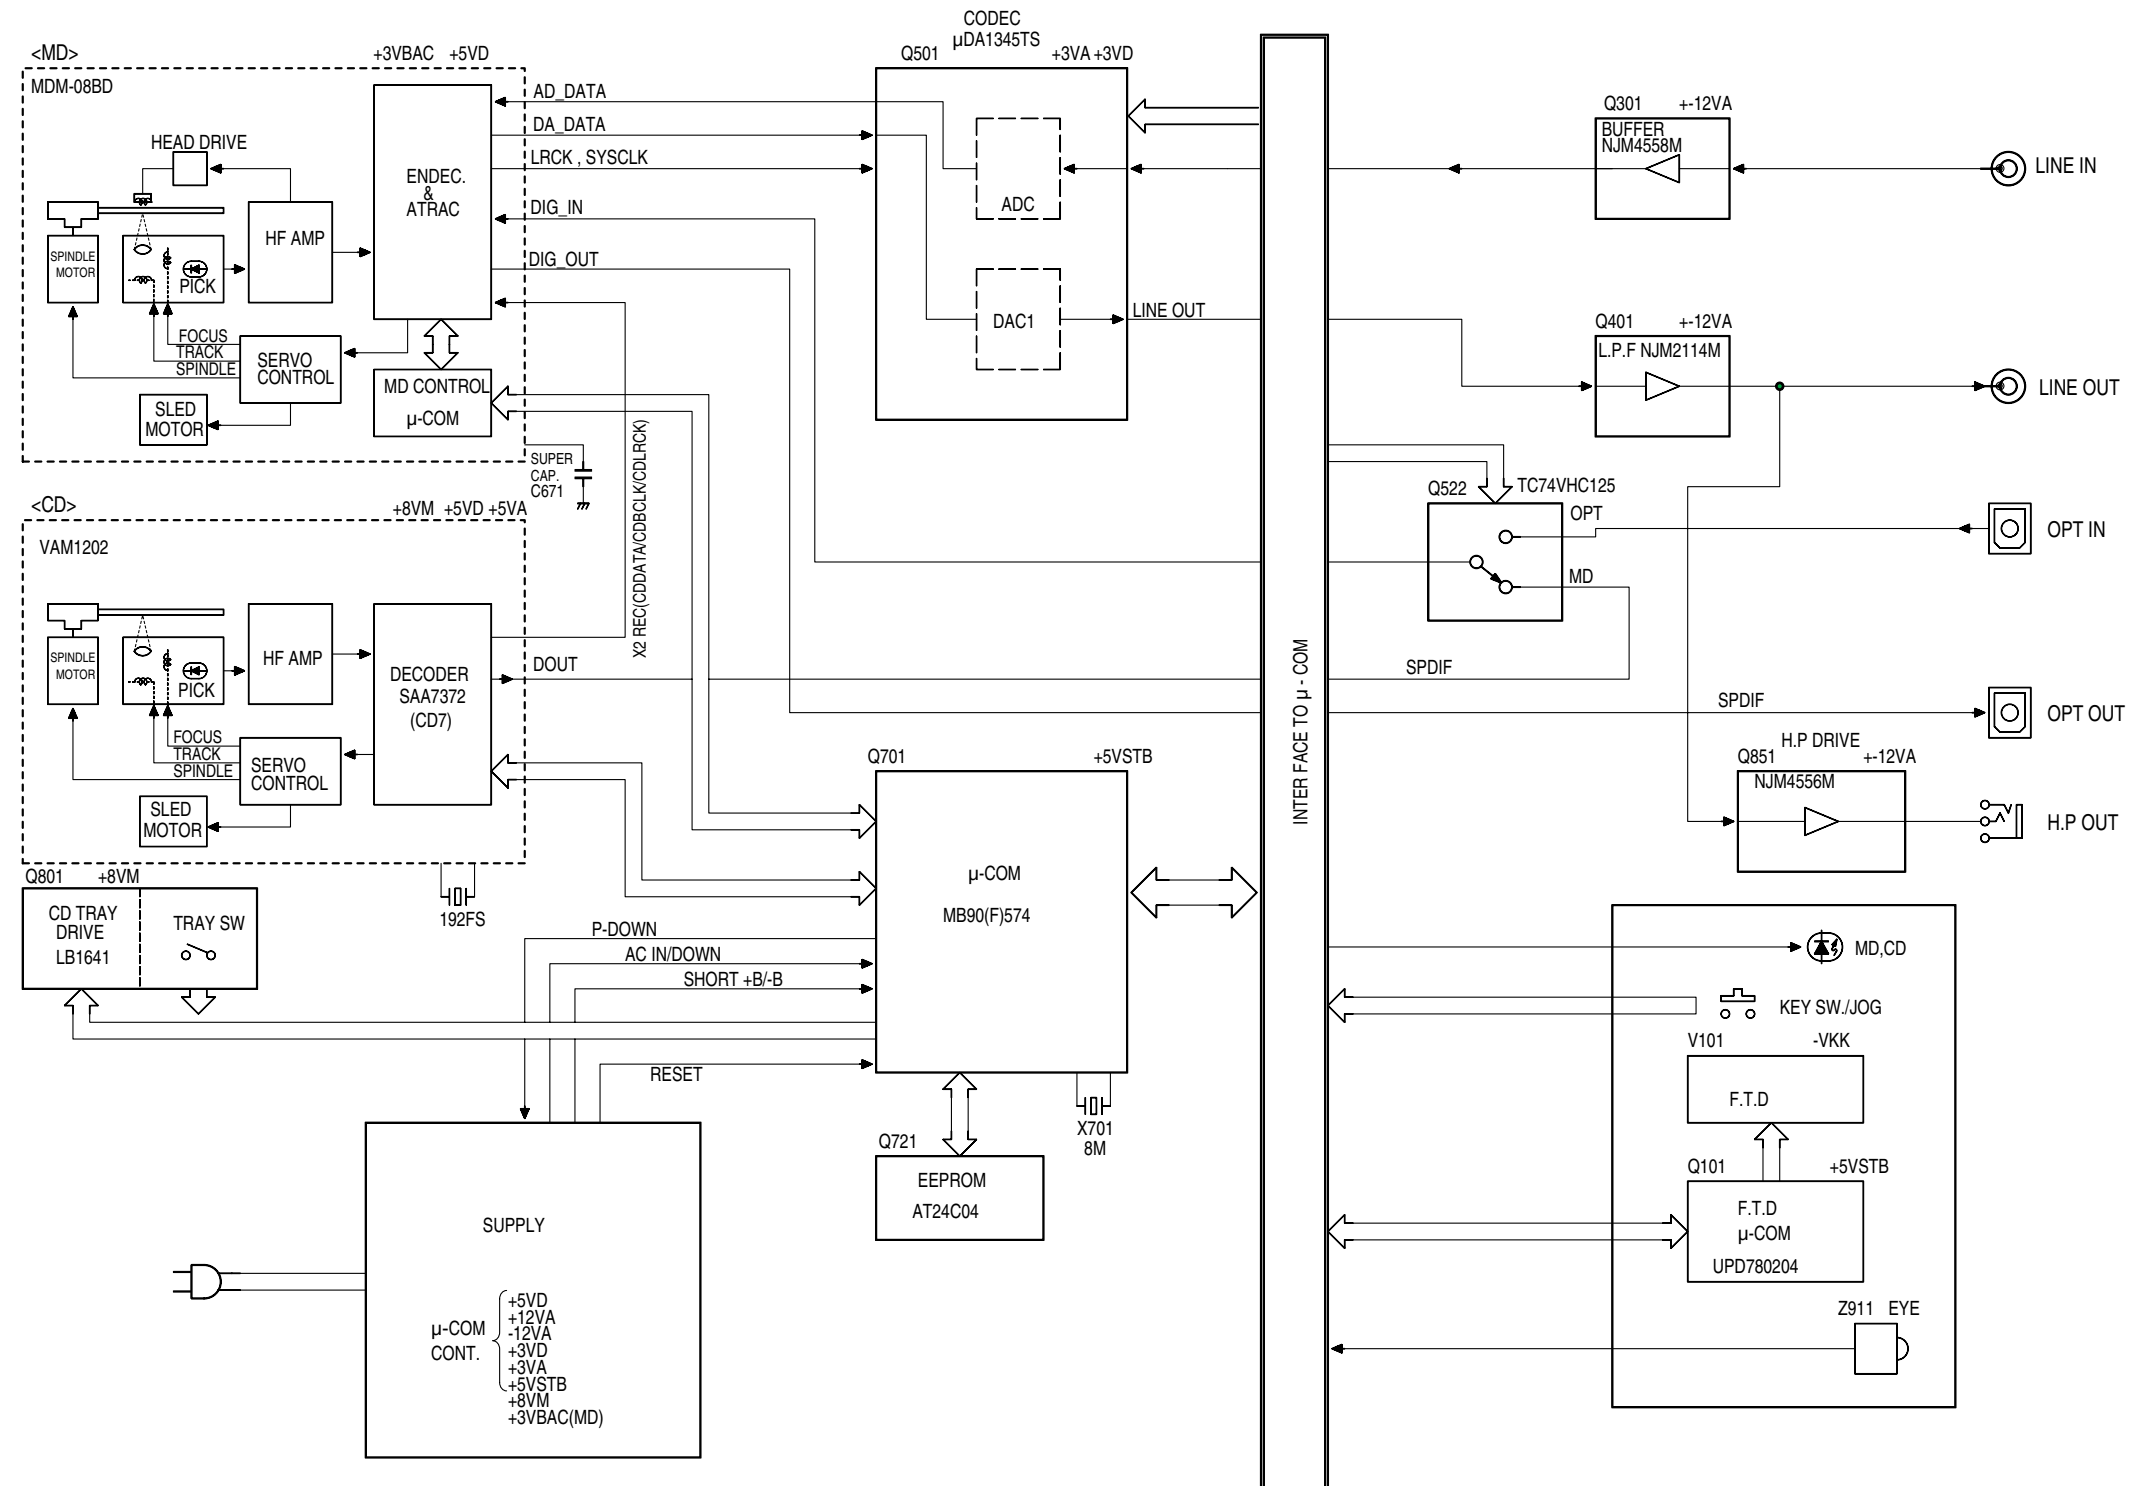 <MD>
+3VBAC +5VD
MDM-08BD
HEAD DRIVE
SPINDLE
MOTOR
PICK
HF AMP
ENDEC.
&
ATRAC
FOCUS
TRACK
SPINDLE
SERVO
CONTROL
SLED
MOTOR
MD CONTROL
µ-COM
AD_DATA
DA_DATA
LRCK , SYSCLK
DIG_IN
DIG_OUT
SUPER
CAP.
C671
X2 REC(CDDATA/CDBCLK/CDLRCK)
CODEC
µDA1345TS
Q501
+3VA +3VD
ADC
DAC1
LINE OUT
INTER FACE TO µ - COM
Q301 +-12VA
BUFFER
NJM4558M
LINE IN
Q401 +-12VA
L.P.F NJM2114M
LINE OUT
Q522
TC74VHC125
OPT
MD
OPT IN
SPDIF
SPDIF
OPT OUT
H.P DRIVE
Q851 +-12VA
NJM4556M
H.P OUT
<CD>
+8VM +5VD +5VA
VAM1202
SPINDLE
MOTOR
PICK
HF AMP
DECODER
SAA7372
(CD7)
DOUT
FOCUS
TRACK
SPINDLE
SERVO
CONTROL
SLED
MOTOR
192FS
Q801 +8VM
CD TRAY
DRIVE
LB1641
TRAY SW
Q701 +5VSTB
µ-COM
MB90(F)574
P-DOWN
AC IN/DOWN
SHORT +B/-B
RESET
X701
8M
Q721
EEPROM
AT24C04
SUPPLY
µ-COM
CONT.
+5VD
+12VA
-12VA
+3VD
+3VA
+5VSTB
+8VM
+3VBAC(MD)
MD,CD
KEY SW./JOG
V101 -VKK
F.T.D
Q101 +5VSTB
F.T.D
µ-COM
UPD780204
Z911 EYE